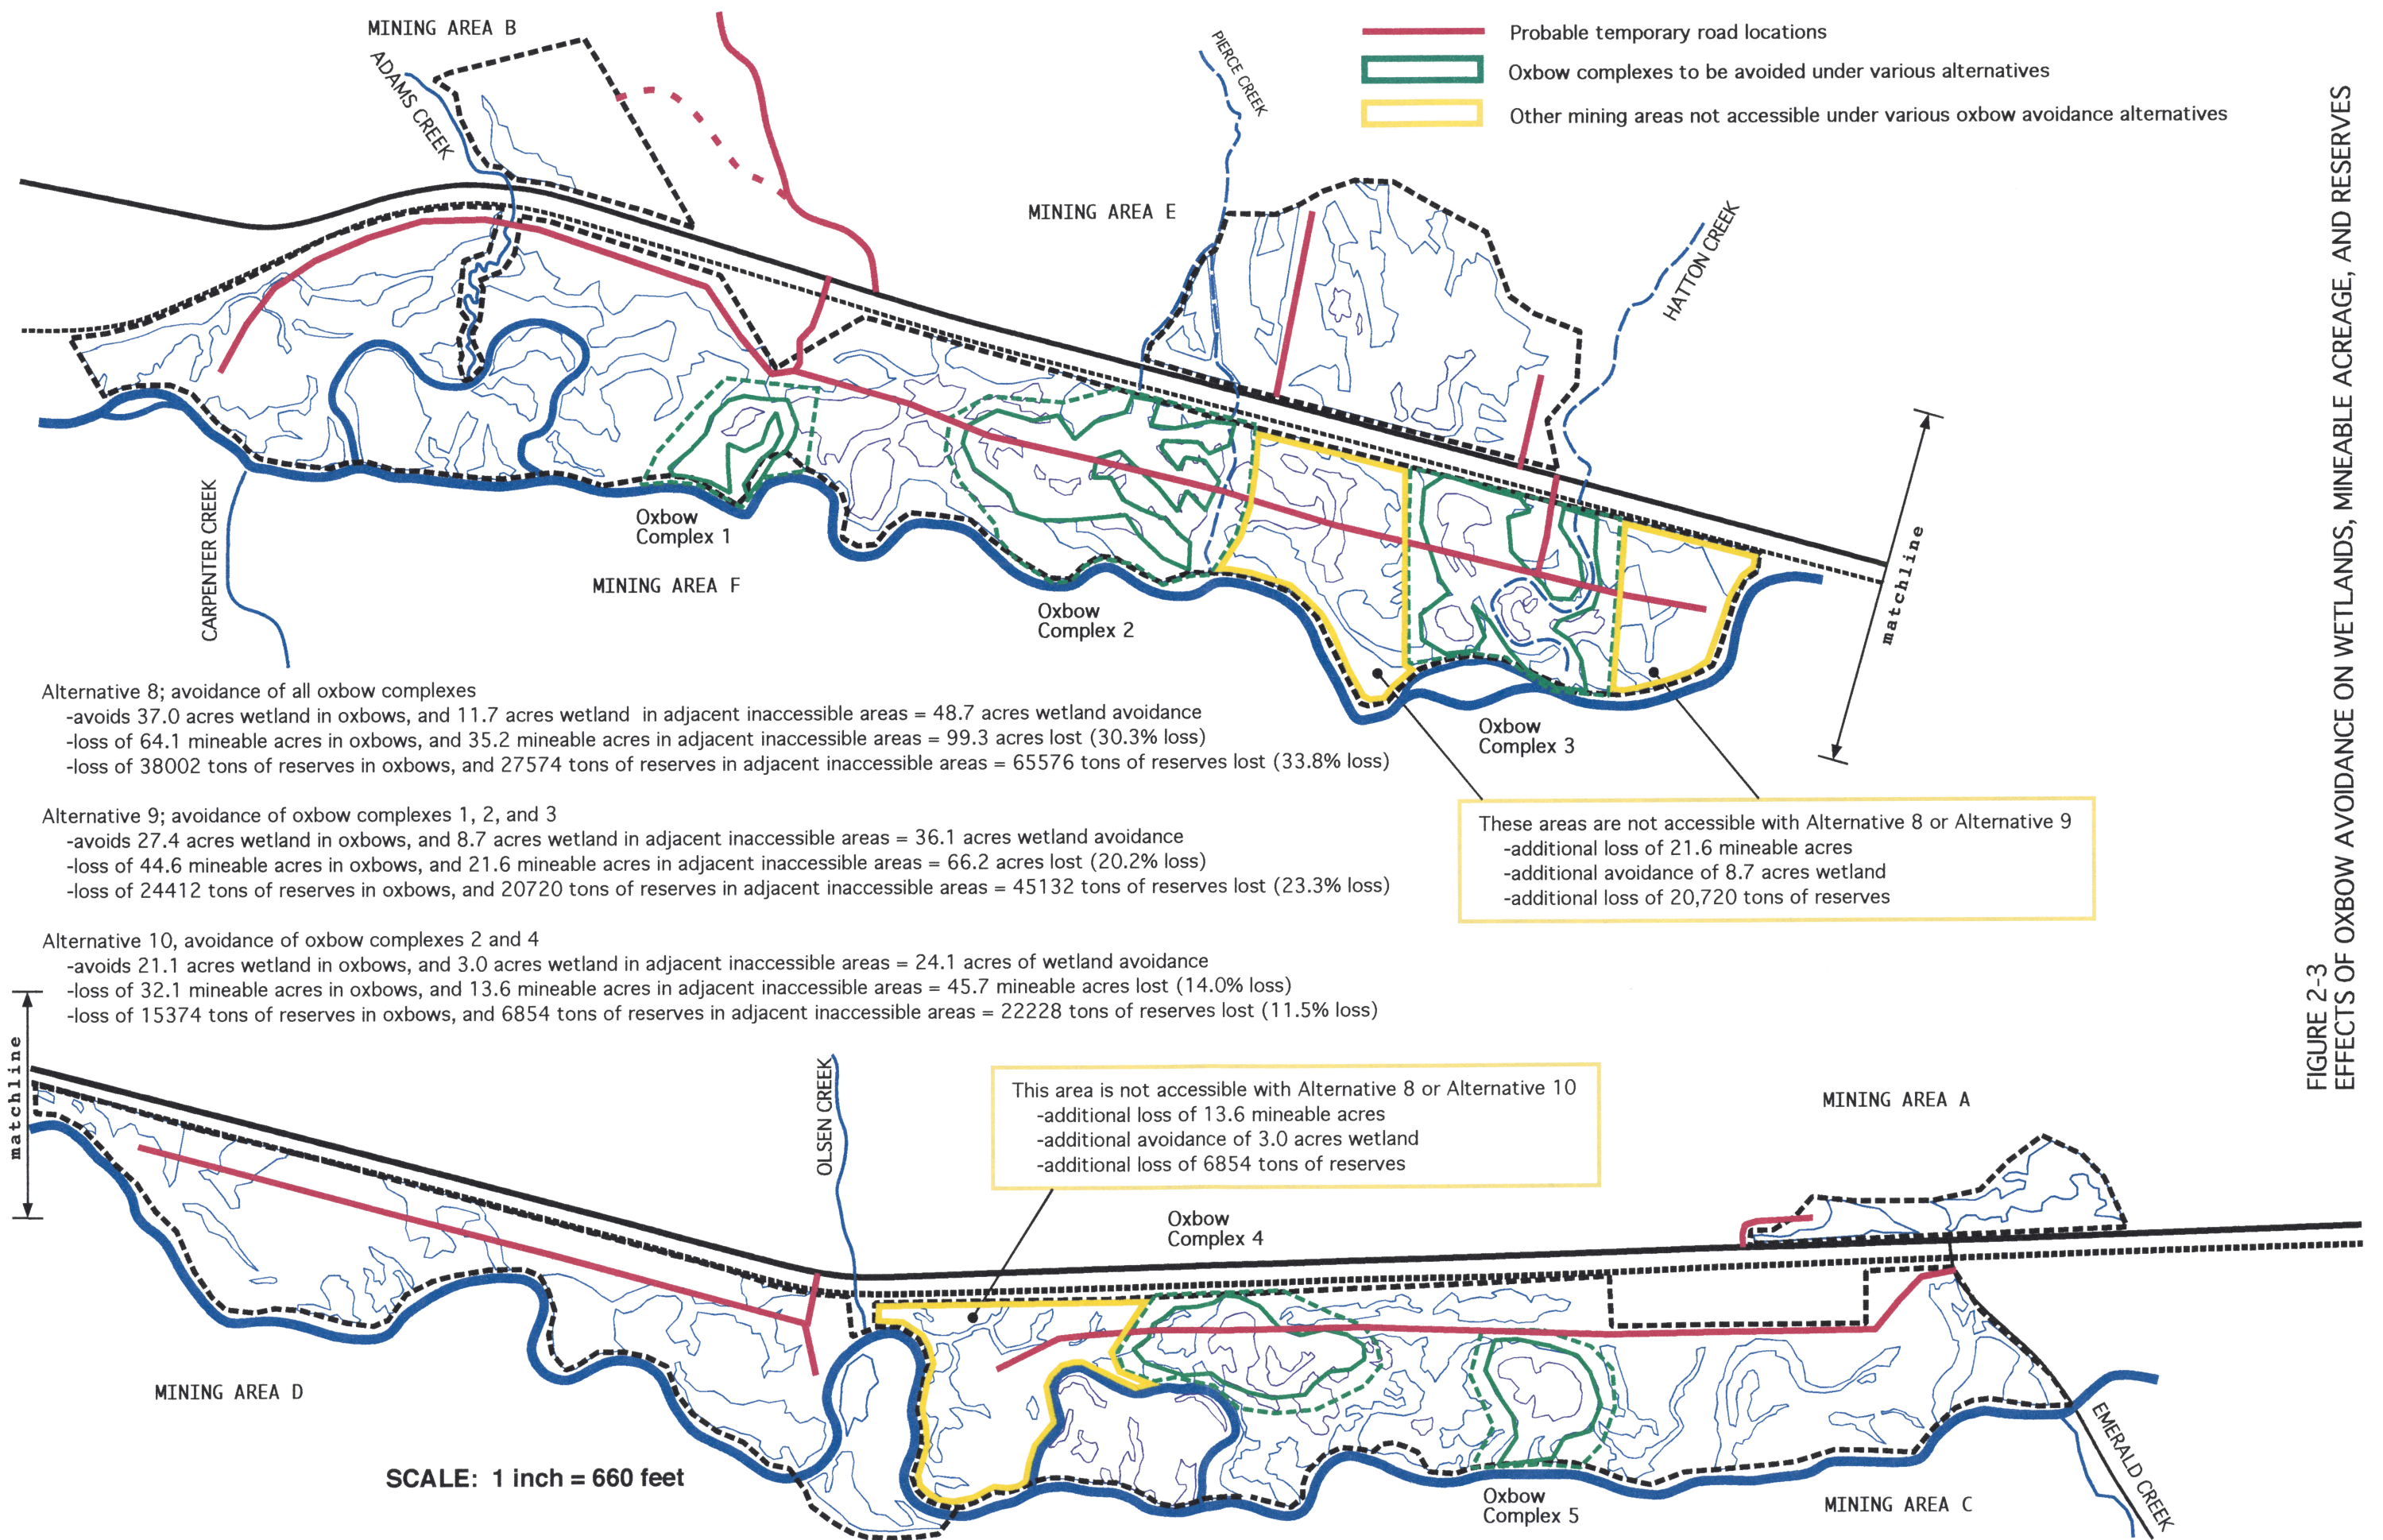 MINING AREA B
ADAMS CREEK
PIERCE CREEK
Probable temporary road locations
Oxbow complexes to be avoided under various alternatives
Other mining areas not accessible under various oxbow avoidance alternatives
MINING AREA E
HATTON CREEK
matchline
CARPENTER CREEK
Oxbow
Complex 1
MINING AREA F
Oxbow
Complex 2
Oxbow
Complex 3
Alternative 8; avoidance of all oxbow complexes
-avoids 37.0 acres wetland in oxbows, and 11.7 acres wetland in adjacent inaccessible areas = 48.7 acres wetland avoidance
-loss of 64.1 mineable acres in oxbows, and 35.2 mineable acres in adjacent inaccessible areas = 99.3 acres lost (30.3% loss)
-loss of 38002 tons of reserves in oxbows, and 27574 tons of reserves in adjacent inaccessible areas = 65576 tons of reserves lost (33.8% loss)
Alternative 9; avoidance of oxbow complexes 1, 2, and 3
-avoids 27.4 acres wetland in oxbows, and 8.7 acres wetland in adjacent inaccessible areas = 36.1 acres wetland avoidance
-loss of 44.6 mineable acres in oxbows, and 21.6 mineable acres in adjacent inaccessible areas = 66.2 acres lost (20.2% loss)
-loss of 24412 tons of reserves in oxbows, and 20720 tons of reserves in adjacent inaccessible areas = 45132 tons of reserves lost (23.3% loss)
These areas are not accessible with Alternative 8 or Alternative 9
-additional loss of 21.6 mineable acres
-additional avoidance of 8.7 acres wetland
-additional loss of 20,720 tons of reserves
Alternative 10, avoidance of oxbow complexes 2 and 4
-avoids 21.1 acres wetland in oxbows, and 3.0 acres wetland in adjacent inaccessible areas = 24.1 acres of wetland avoidance
-loss of 32.1 mineable acres in oxbows, and 13.6 mineable acres in adjacent inaccessible areas = 45.7 mineable acres lost (14.0% loss)
-loss of 15374 tons of reserves in oxbows, and 6854 tons of reserves in adjacent inaccessible areas = 22228 tons of reserves lost (11.5% loss)
FIGURE 2-3
EFFECTS OF OXBOW AVOIDANCE ON WETLANDS, MINEABLE ACREAGE, AND RESERVES
matchline
OLSEN CREEK
This area is not accessible with Alternative 8 or Alternative 10
-additional loss of 13.6 mineable acres
-additional avoidance of 3.0 acres wetland
-additional loss of 6854 tons of reserves
MINING AREA A
Oxbow
Complex 4
MINING AREA D
SCALE: 1 inch = 660 feet
Oxbow
Complex 5
MINING AREA C
EMERALD CREEK